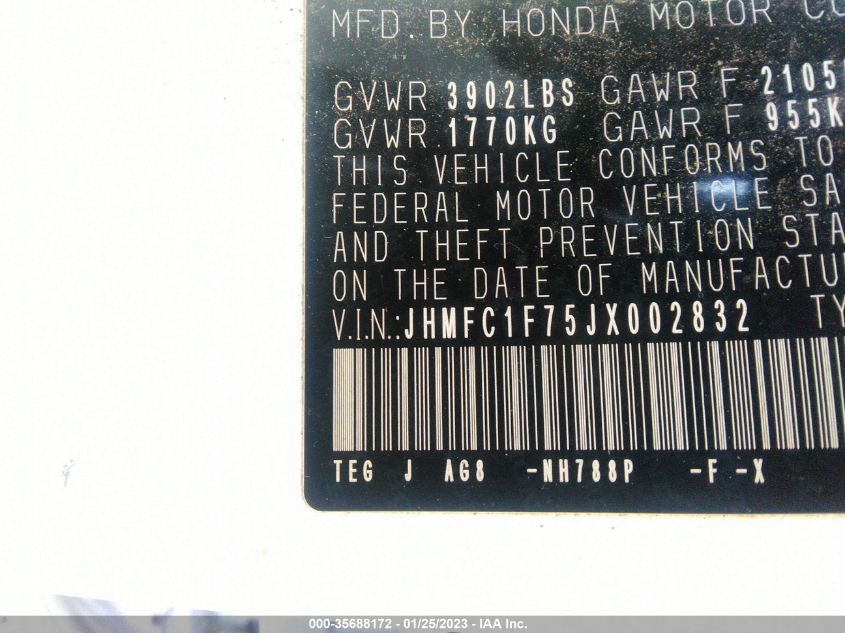 MFD. BY HONDA MOTOR CO
GVWR 3902LBS GAWR F 2105
GVWR 1770KG GAWR F 955K
THIS VEHICLE CONFORMS TO
FEDERAL MOTOR VEHICLE SA
AND THEFT PREVENTION STA
ON THE DATE OF MANUFACTU
V.I.N.: JHMFC1F75JX002832 TY
TEG J AG8 -NH788P -F -X
000-35688172 - 01/25/2023 - IAAI.com